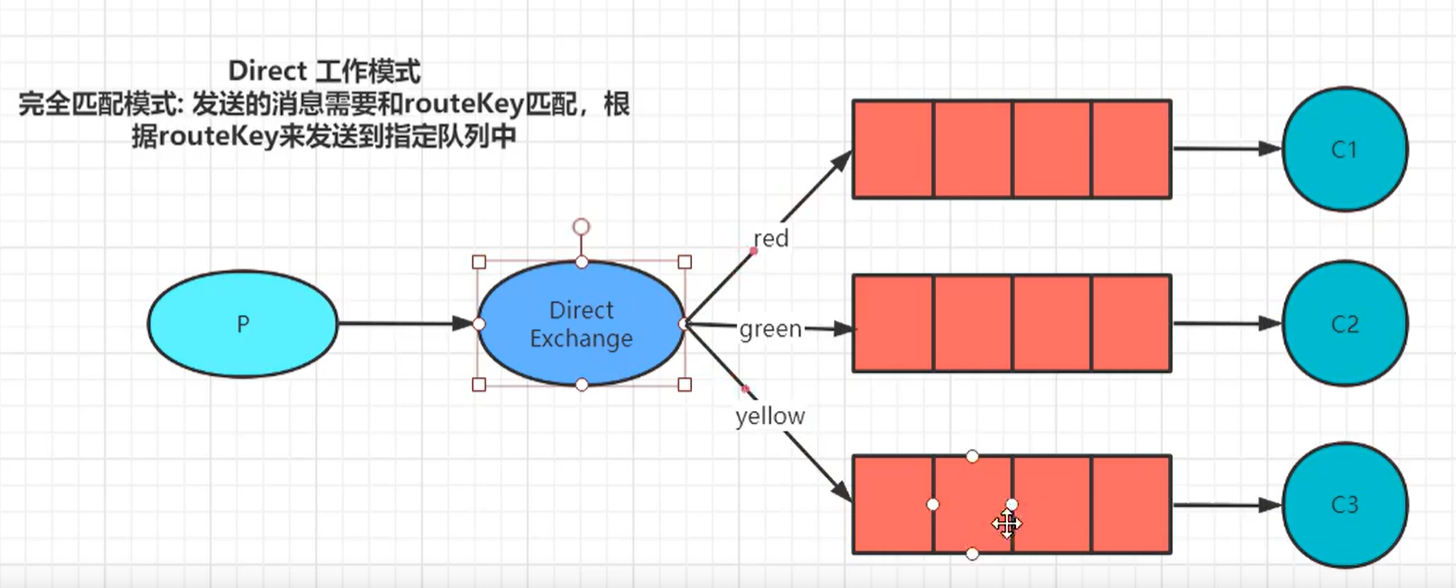 Direct 工作模式
完全匹配模式: 发送的消息需要和routeKey匹配，根
据routeKey来发送到指定队列中
P
Direct
Exchange
red
green
yellow
C1
C2
C3